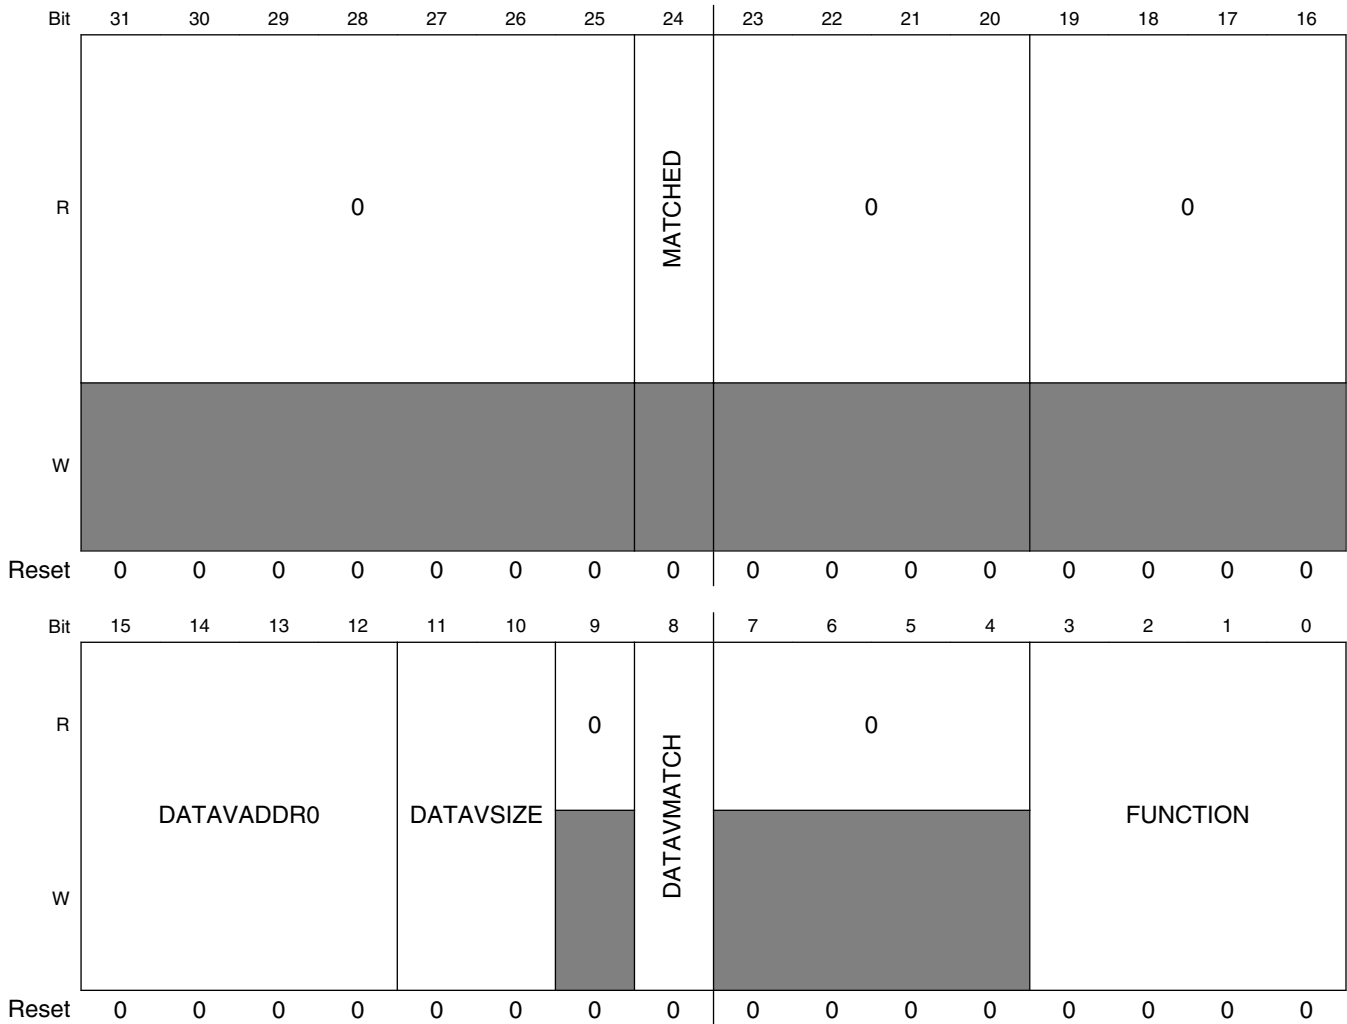 Bit 31 30 29 28 27 26 25 24 23 22 21 20 19 18 17 16
R 0 MATCHED 0 0
W
Reset 0 0 0 0 0 0 0 0 0 0 0 0 0 0 0 0
Bit 15 14 13 12 11 10 9 8 7 6 5 4 3 2 1 0
R 0 0
DATAVADDR0 DATAVSIZE DATAVMATCH FUNCTION
W
Reset 0 0 0 0 0 0 0 0 0 0 0 0 0 0 0 0